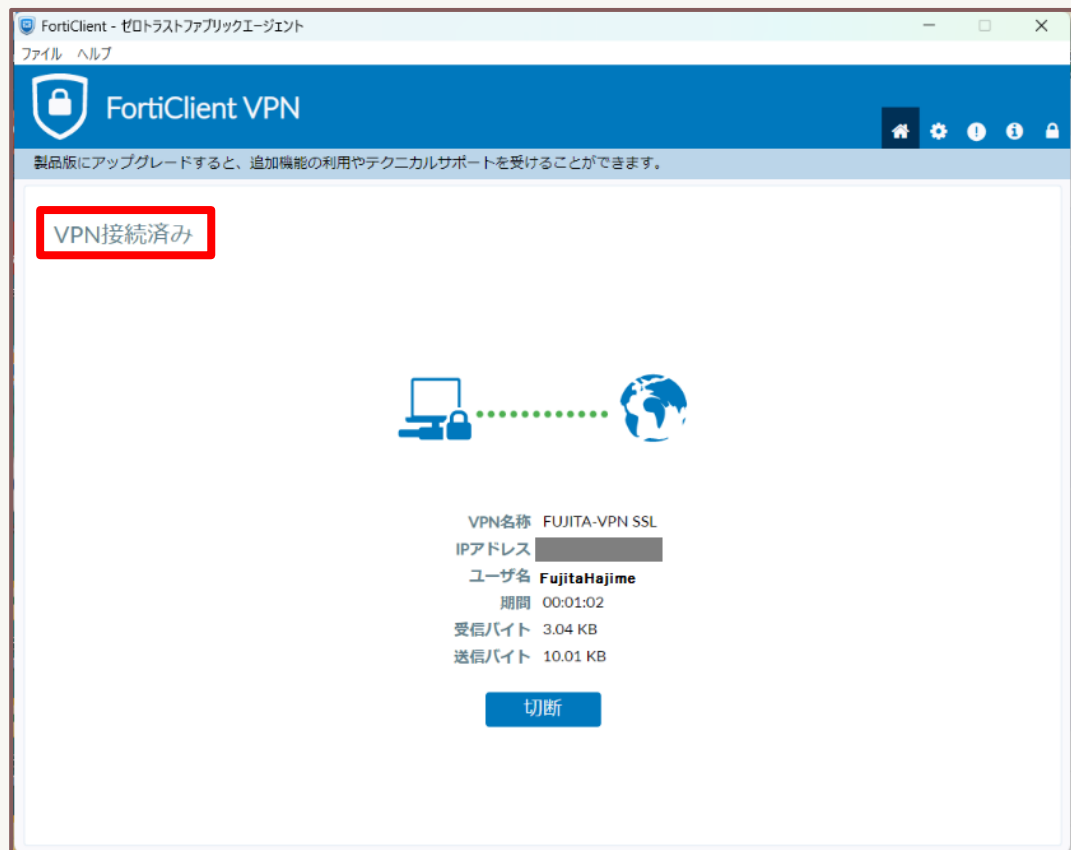 FortiClient - ゼロトラストファブリックエージェント
ファイル ヘルプ
FortiClient VPN
製品版にアップグレードすると、追加機能の利用やテクニカルサポートを受けることができます。
VPN接続済み
VPN名称 FUJITA-VPN SSL
IPアドレス
ユーザ名 FujitaHajime
期間 00:01:02
受信バイト 3.04 KB
送信バイト 10.01 KB
切断